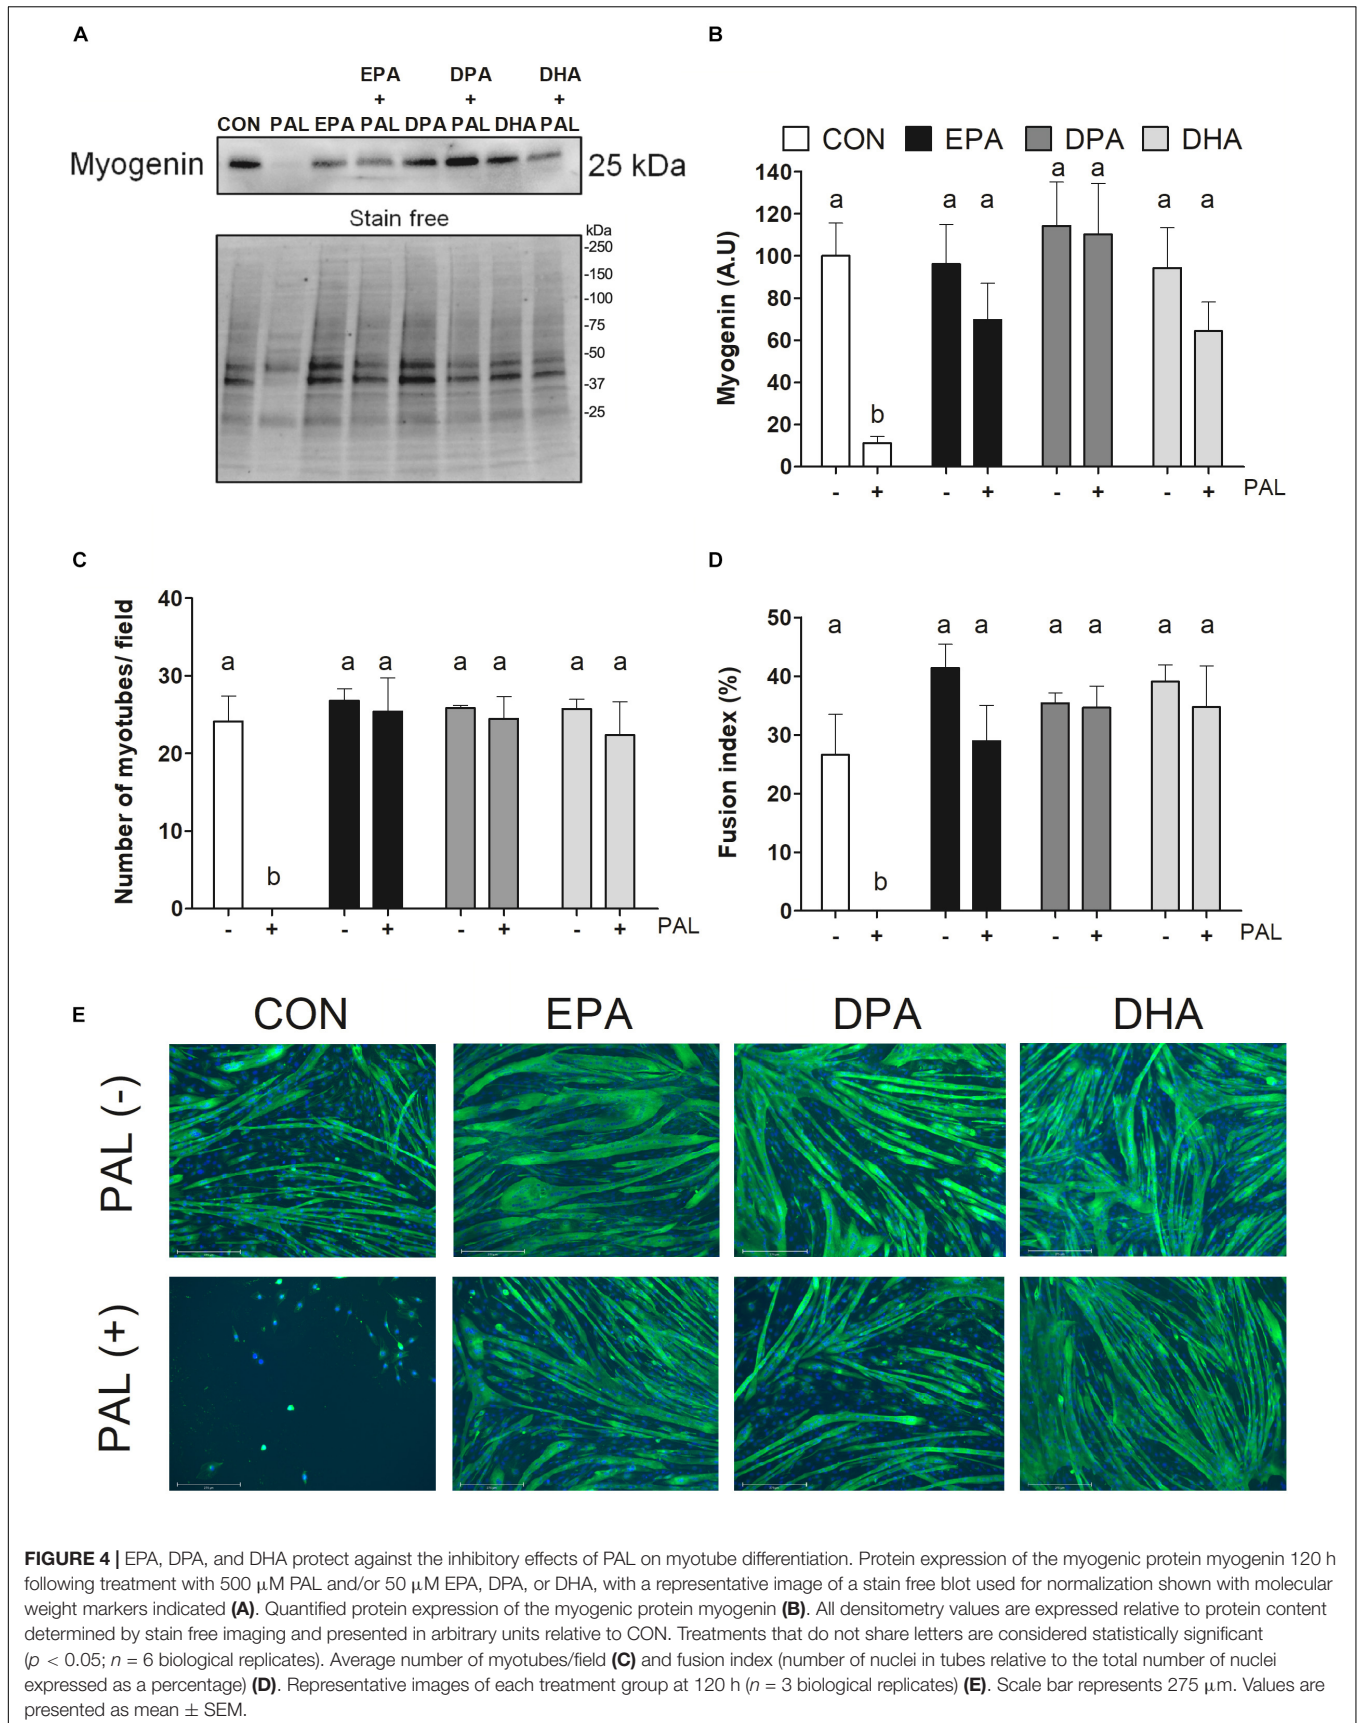 A
EPA DPA DHA
+ + +
CON PAL EPA PAL DPA PAL DHA PAL
Myogenin 25 kDa
Stain free
kDa
-250
-150
-100
-75
-50
-37
-25
B
CON EPA DPA DHA
Myogenin (A.U)
140
120
100
80
60
40
20
0
a b a a a a a a
- + - + - + - + PAL
C
Number of myotubes/ field
40
30
20
10
0
a b a a a a a a
- + - + - + - + PAL
D
Fusion index (%)
50
40
30
20
10
0
a b a a a a a a
- + - + - + - + PAL
E
CON EPA DPA DHA
PAL (-)
PAL (+)
FIGURE 4 | EPA, DPA, and DHA protect against the inhibitory effects of PAL on myotube differentiation. Protein expression of the myogenic protein myogenin 120 h
following treatment with 500 μM PAL and/or 50 μM EPA, DPA, or DHA, with a representative image of a stain free blot used for normalization shown with molecular
weight markers indicated (A). Quantified protein expression of the myogenic protein myogenin (B). All densitometry values are expressed relative to protein content
determined by stain free imaging and presented in arbitrary units relative to CON. Treatments that do not share letters are considered statistically significant
(p < 0.05; n = 6 biological replicates). Average number of myotubes/field (C) and fusion index (number of nuclei in tubes relative to the total number of nuclei
expressed as a percentage) (D). Representative images of each treatment group at 120 h (n = 3 biological replicates) (E). Scale bar represents 275 μm. Values are
presented as mean ± SEM.